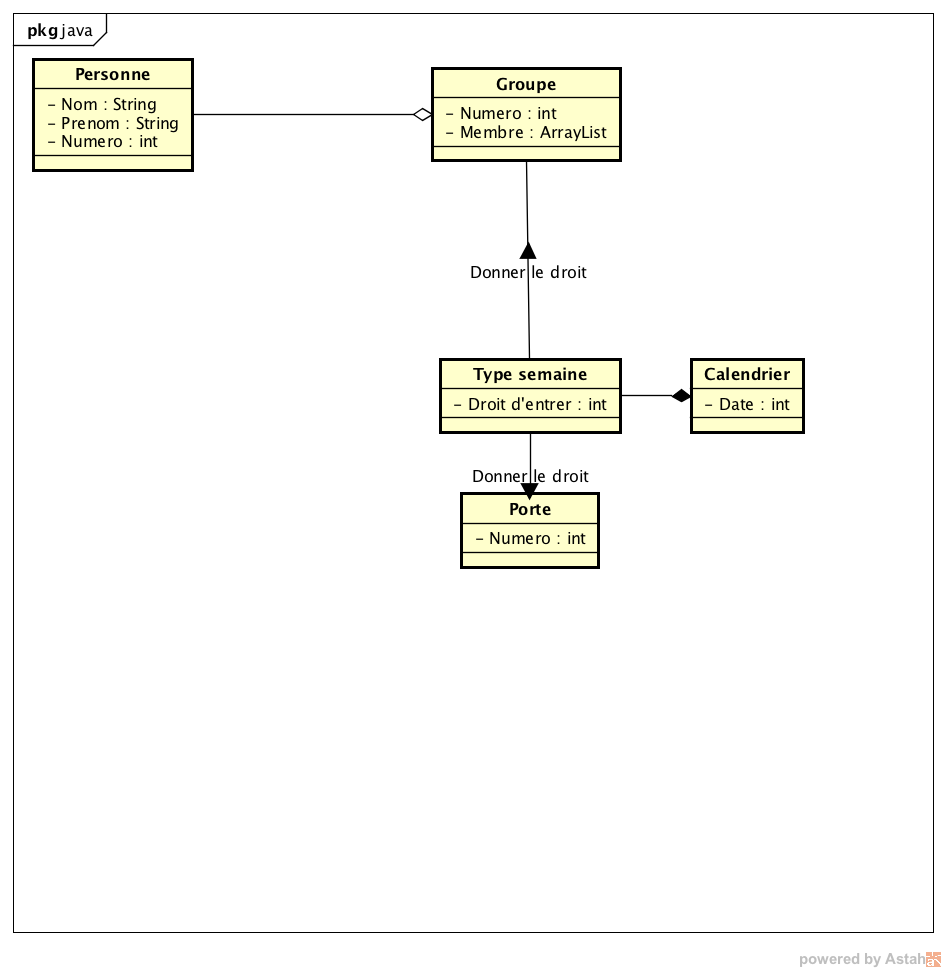 pkg java
Personne
- Nom : String
- Prenom : String
- Numero : int
Groupe
- Numero : int
- Membre : ArrayList
Donner le droit
Type semaine
- Droit d'entrer : int
Calendrier
- Date : int
Donner le droit
Porte
- Numero : int
powered by Astah